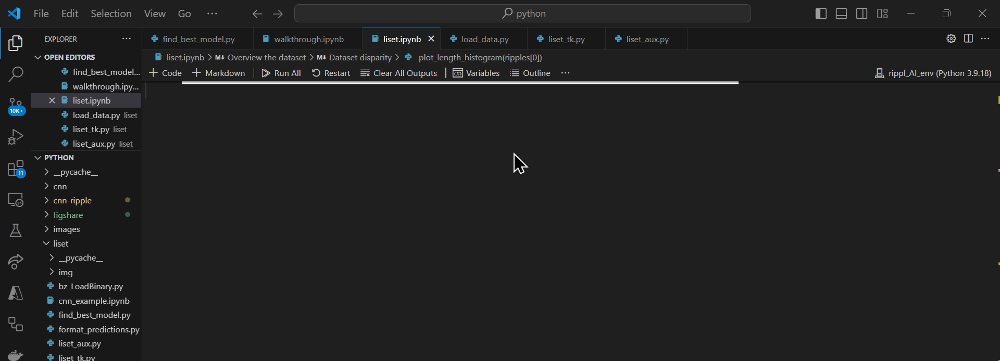 File Edit Selection View Go ··· python
EXPLORER ···
OPEN EDITORS
find_best_model...
walkthrough.ipy...
liset.ipynb
load_data.py liset
liset_tk.py liset
liset_aux.py liset
PYTHON
__pycache__
cnn
cnn-ripple
figshare
images
liset
__pycache__
img
bz_LoadBinary.py
cnn_example.ipynb
find_best_model.py
format_predictions.py
liset_aux.py
liset_tk.py
10K+
11
find_best_model.py walkthrough.ipynb liset.ipynb load_data.py liset_tk.py liset_aux.py
liset.ipynb > M↓ Overview the dataset > M↓ Dataset disparity > plot_length_histogram(ripples[0])
+ Code + Markdown Run All Restart Clear All Outputs (x) Variables Outline ··· rippl_AI_env (Python 3.9.18)